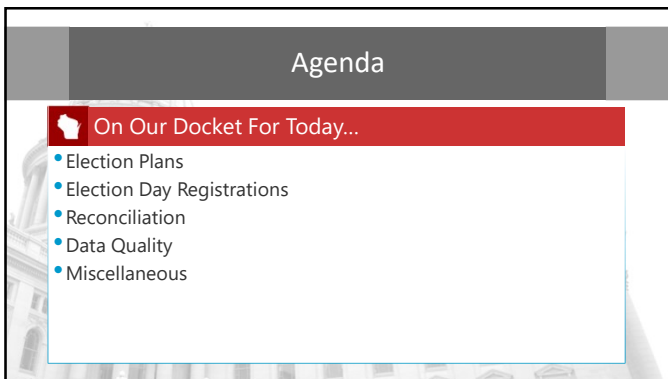 Agenda
On Our Docket For Today...
•Election Plans
•Election Day Registrations
•Reconciliation
•Data Quality
•Miscellaneous